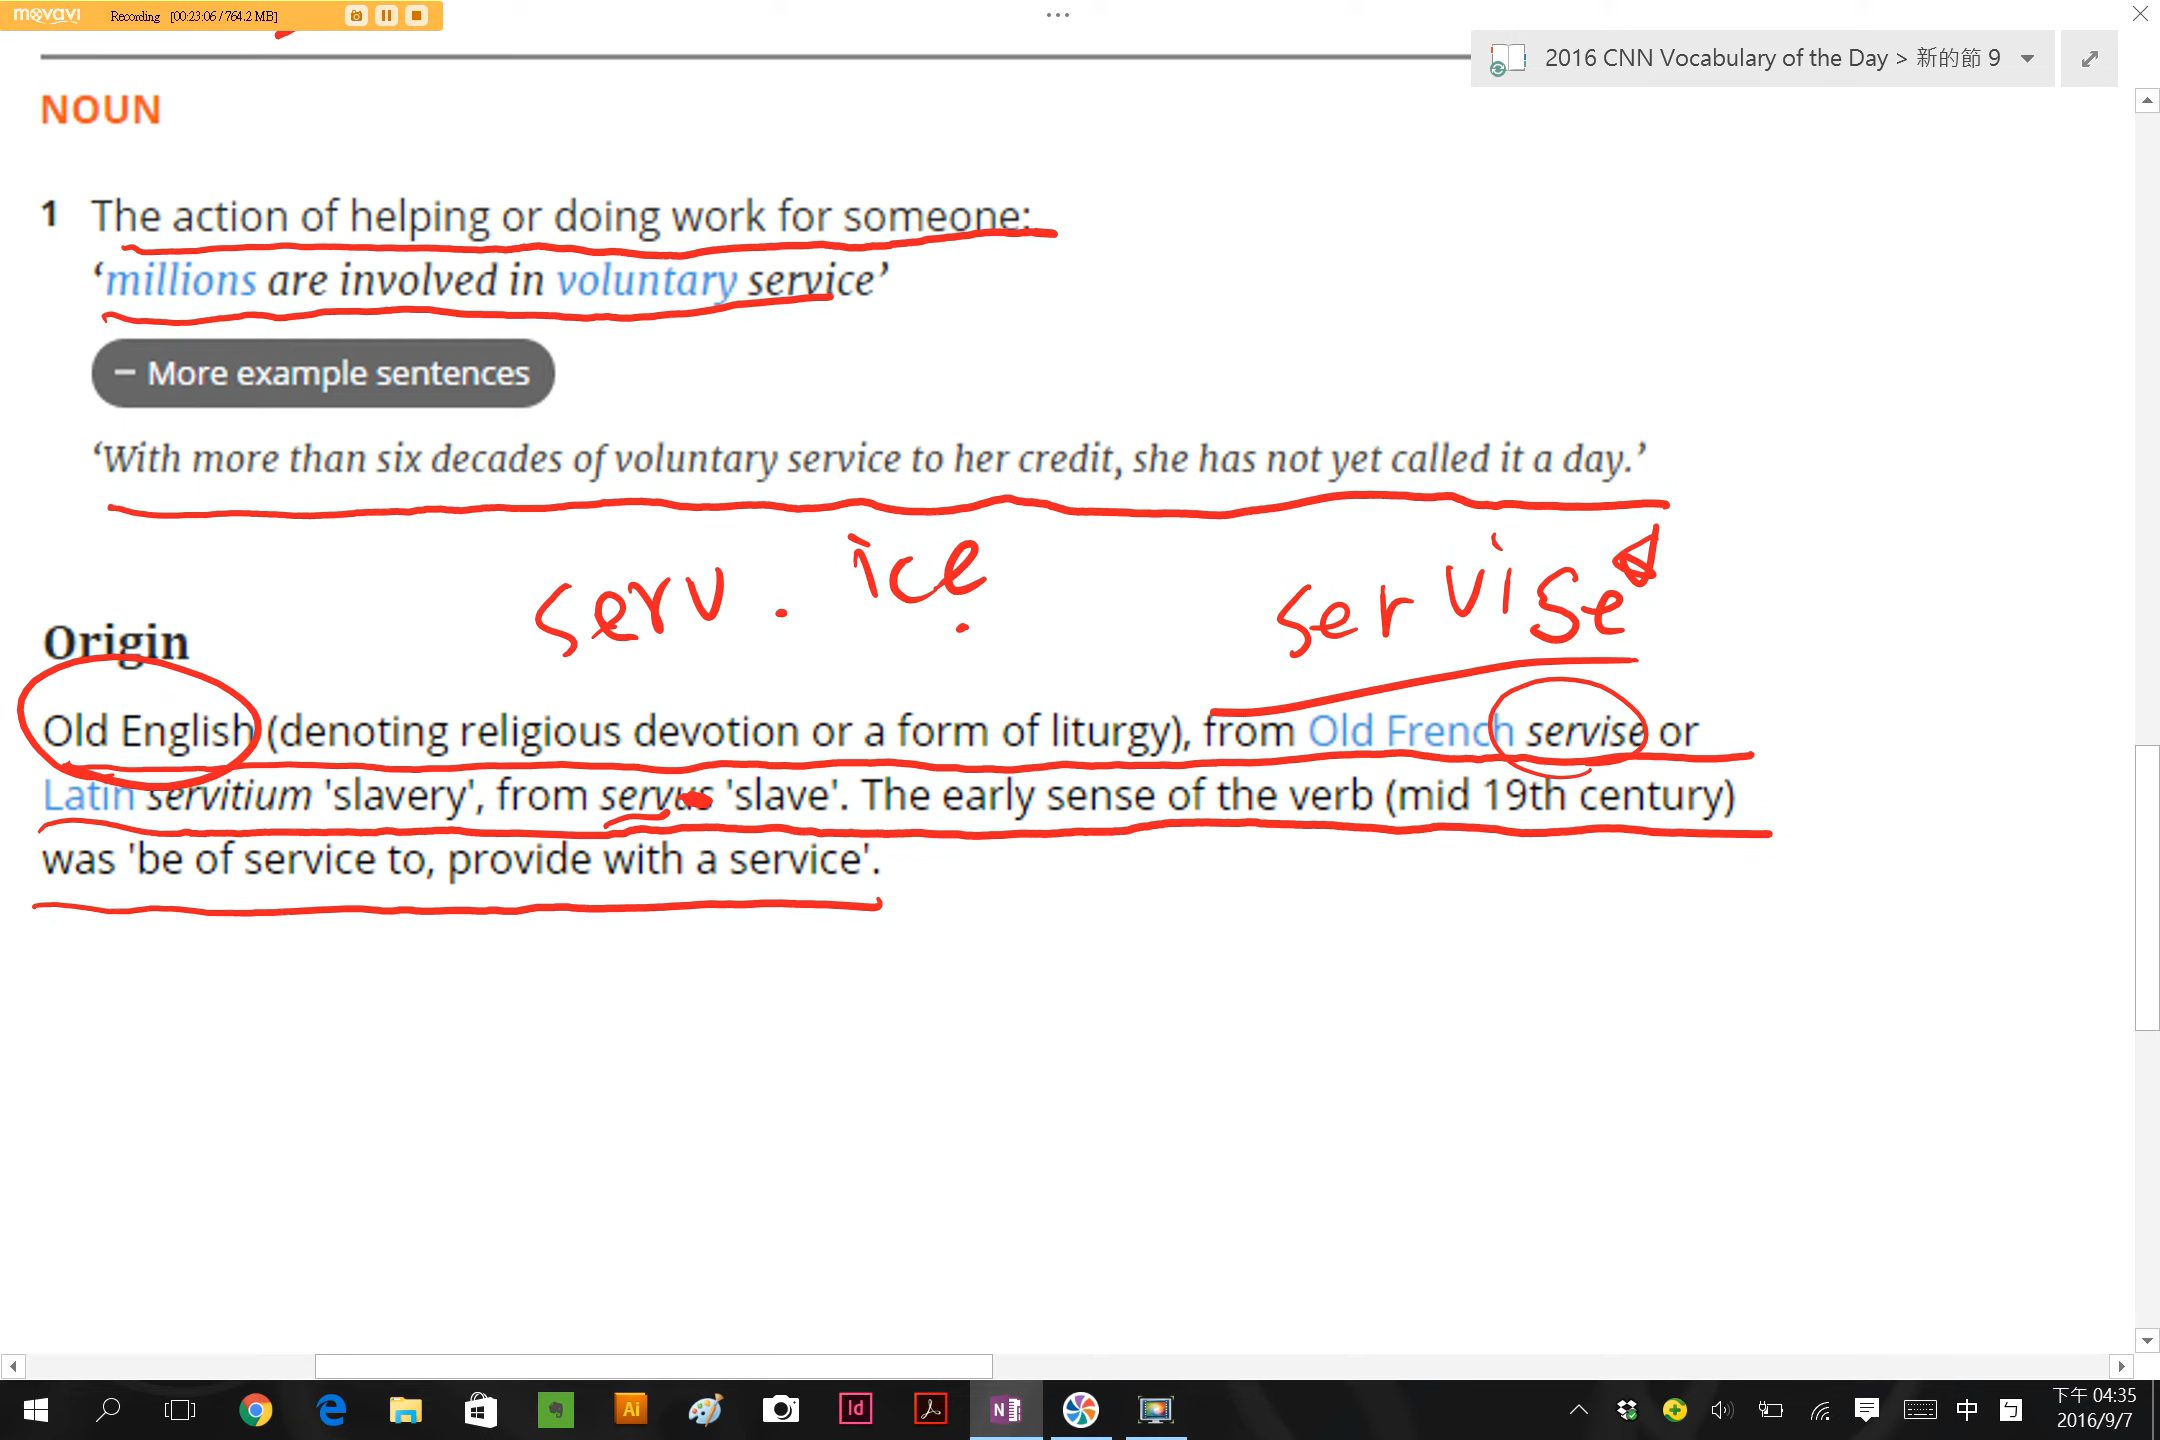 movavi Recording [00:23:06 / 764.2 MB]
2016 CNN Vocabulary of the Day > 新的節 9
NOUN
1 The action of helping or doing work for someone:
‘millions are involved in voluntary service’
– More example sentences
‘With more than six decades of voluntary service to her credit, she has not yet called it a day.’
serv . ice servise
Origin
Old English (denoting religious devotion or a form of liturgy), from Old French servise or
Latin servitium 'slavery', from servus 'slave'. The early sense of the verb (mid 19th century)
was 'be of service to, provide with a service'.
Ai Id N 中 ㄅ
下午 04:35
2016/9/7